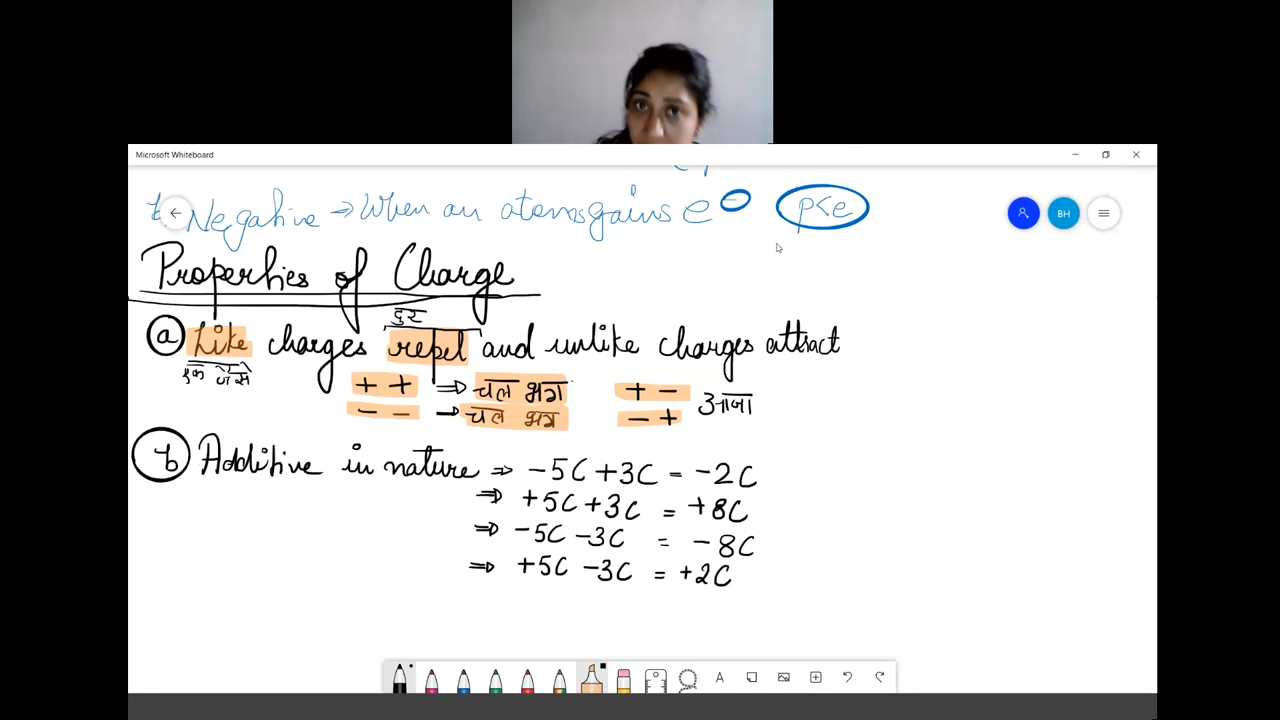 Microsoft Whiteboard
Negative → When an atoms gains e⁻ p<e
BH
Properties of Charge
दुर
a Like charges repel and unlike charges attract
एक जैसे
+ + ⇒ चल भाग + - आजा
- - → चल भाग - +
b Additive in nature ⇒ -5C +3C = -2C
⇒ +5C +3C = +8C
⇒ -5C -3C = -8C
⇒ +5C -3C = +2C
A